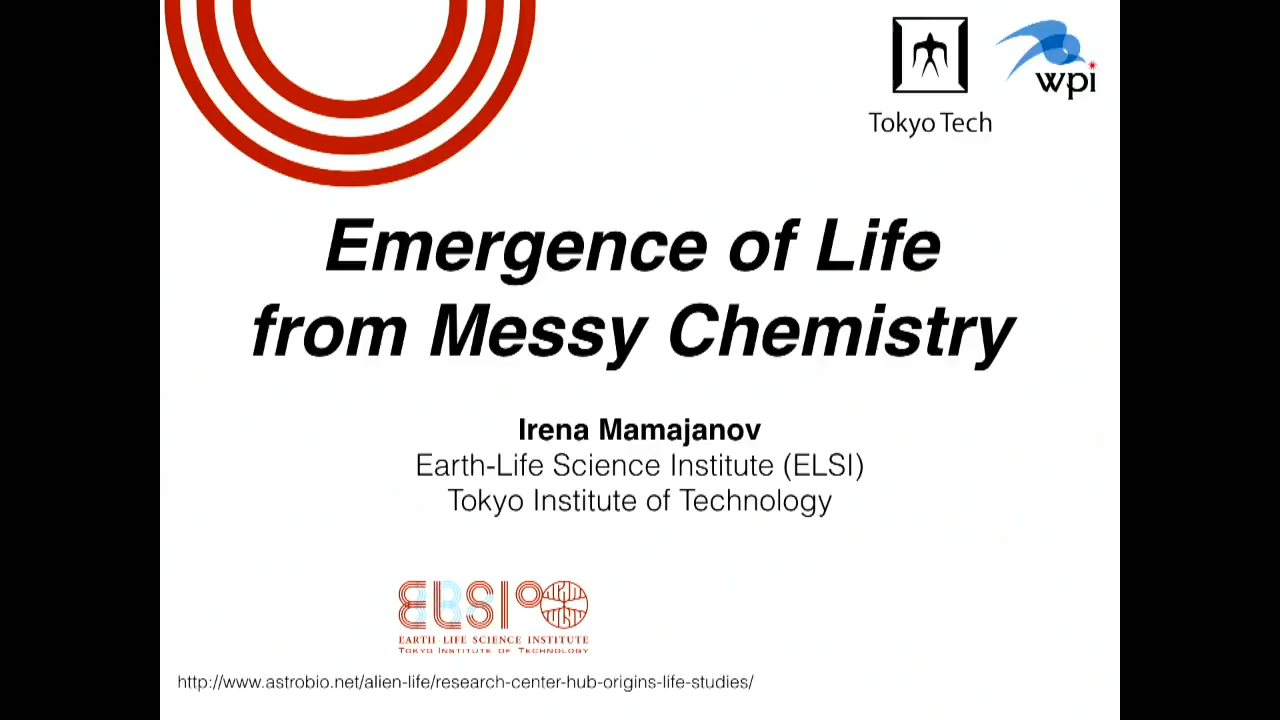 Tokyo Tech
wpi
Emergence of Life
from Messy Chemistry
Irena Mamajanov
Earth-Life Science Institute (ELSI)
Tokyo Institute of Technology
ELSI
EARTH-LIFE SCIENCE INSTITUTE
TOKYO INSTITUTE OF TECHNOLOGY
http://www.astrobio.net/alien-life/research-center-hub-origins-life-studies/